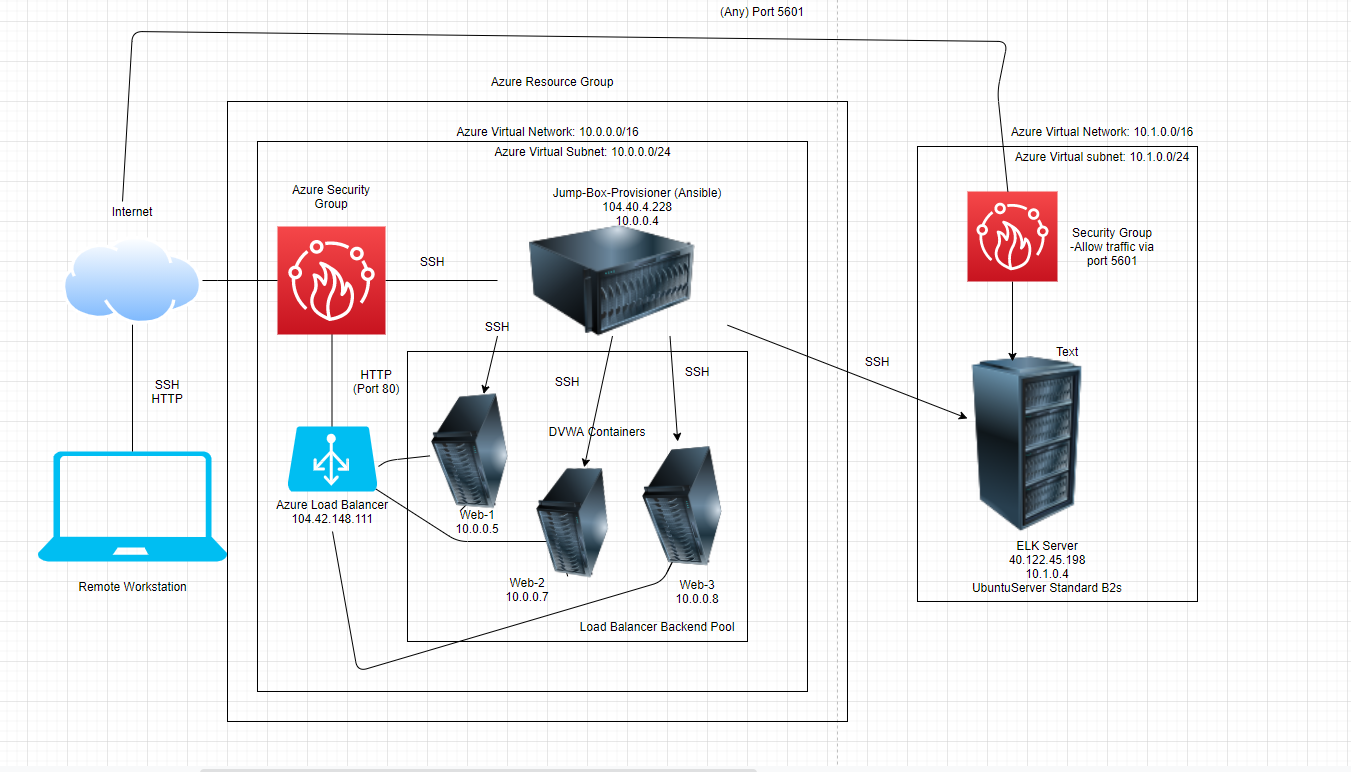 (Any) Port 5601
Azure Resource Group
Azure Virtual Network: 10.0.0.0/16
Azure Virtual Subnet: 10.0.0.0/24
Azure Virtual Network: 10.1.0.0/16
Azure Virtual subnet: 10.1.0.0/24
Internet
Azure Security
Group
Jump-Box-Provisioner (Ansible)
104.40.4.228
10.0.0.4
Security Group
-Allow traffic via
port 5601
SSH
SSH
SSH
SSH
SSH
SSH
HTTP
HTTP
(Port 80)
Text
DVWA Containers
Azure Load Balancer
104.42.148.111
Web-1
10.0.0.5
Web-2
10.0.0.7
Web-3
10.0.0.8
Load Balancer Backend Pool
Remote Workstation
ELK Server
40.122.45.198
10.1.0.4
UbuntuServer Standard B2s